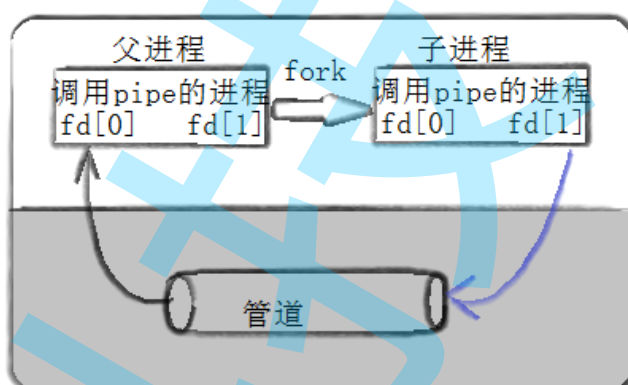 父进程
子进程
fork
调用pipe的进程
fd[0] fd[1]
调用pipe的进程
fd[0] fd[1]
管道